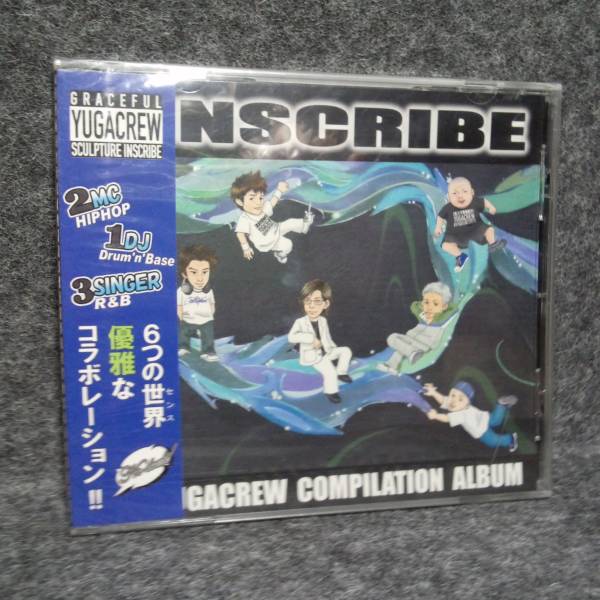 GRACEFUL
YUGACREW
SCULPTURE INSCRIBE
2MC
HIPHOP
1DJ
Drum'n'Base
3SINGER
R&B
6つの世界
センス
優雅な
コラボレーション!!
NSCRIBE
YUGACREW
GACREW COMPILATION ALBUM